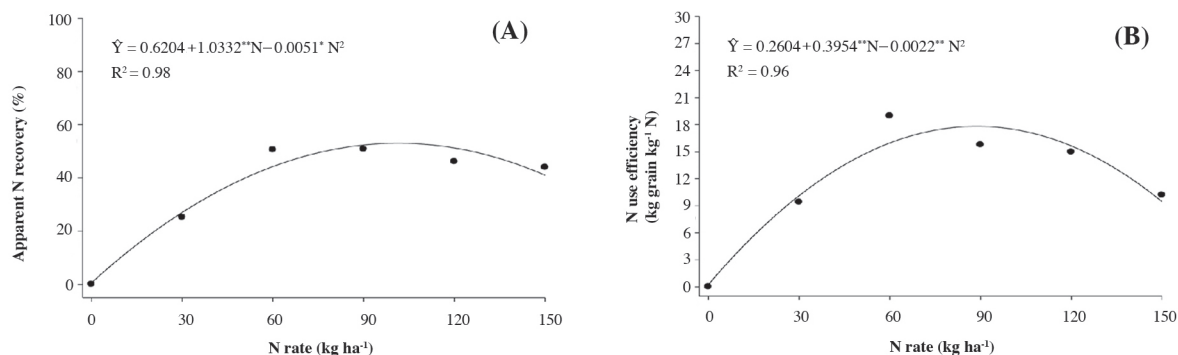 (A)
Ŷ = 0.6204+1.0332**N−0.0051* N²
R² = 0.98
Apparent N recovery (%)
100
80
60
40
20
0
0 30 60 90 120 150
N rate (kg ha⁻¹)
(B)
Ŷ = 0.2604+0.3954**N−0.0022** N²
R² = 0.96
N use efficiency
(kg grain kg⁻¹ N)
30
27
24
21
18
15
12
9
6
3
0
0 30 60 90 120 150
N rate (kg ha⁻¹)